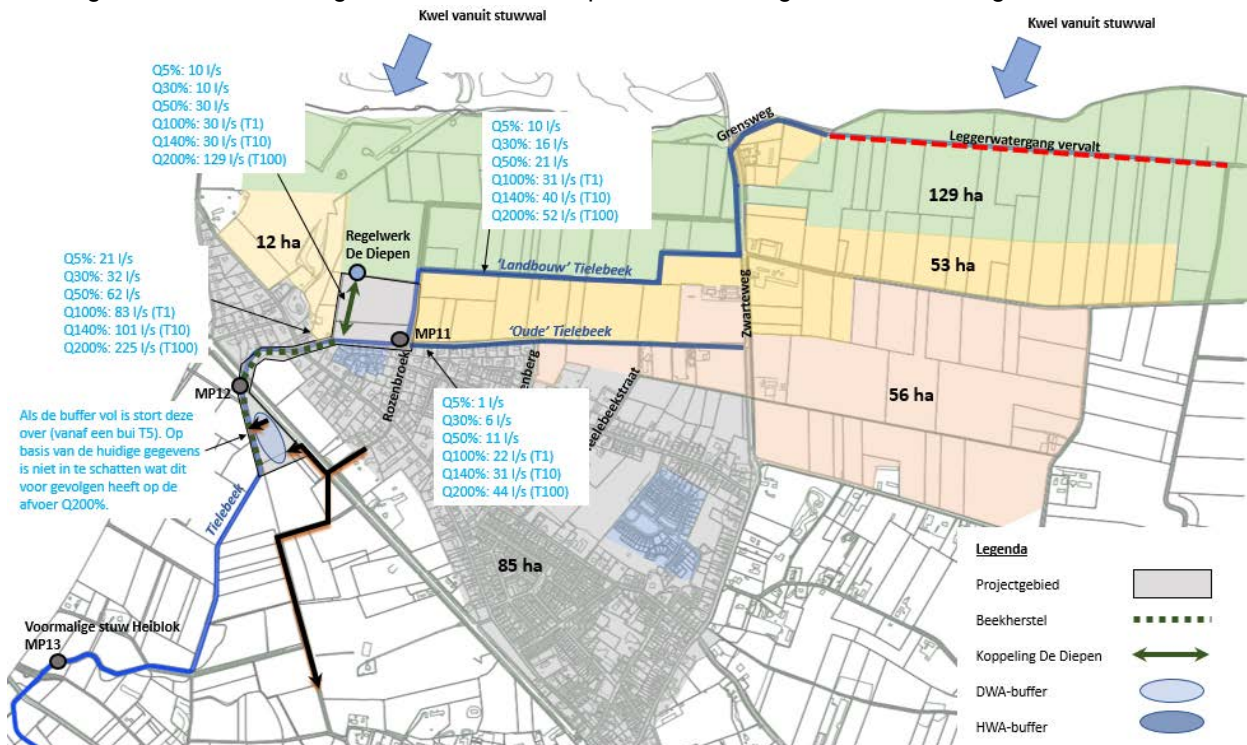 Kwel vanuit stuwwal
Kwel vanuit stuwwal
Q5%: 10 l/s
Q30%: 10 l/s
Q50%: 30 l/s
Q100%: 30 l/s (T1)
Q140%: 30 l/s (T10)
Q200%: 129 l/s (T100)
Q5%: 10 l/s
Q30%: 16 l/s
Q50%: 21 l/s
Q100%: 31 l/s (T1)
Q140%: 40 l/s (T10)
Q200%: 52 l/s (T100)
Grensweg
Leggerwatergang vervalt
129 ha
12 ha
Regelwerk
De Diepen
'Landbouw' Tielebeek
53 ha
Zwarteweg
Q5%: 21 l/s
Q30%: 32 l/s
Q50%: 62 l/s
Q100%: 83 l/s (T1)
Q140%: 101 l/s (T10)
Q200%: 225 l/s (T100)
MP11
'Oude' Tielebeek
Rozenbroek
enberg
eelebeekstraat
MP12
56 ha
Als de buffer vol is stort deze
over (vanaf een bui T5). Op
basis van de huidige gegevens
is niet in te schatten wat dit
voor gevolgen heeft op de
afvoer Q200%.
Q5%: 1 l/s
Q30%: 6 l/s
Q50%: 11 l/s
Q100%: 22 l/s (T1)
Q140%: 31 l/s (T10)
Q200%: 44 l/s (T100)
Tielebeek
85 ha
Voormalige stuw Heiblok
MP13
Legenda
Projectgebied
Beekherstel
Koppeling De Diepen
DWA-buffer
HWA-buffer